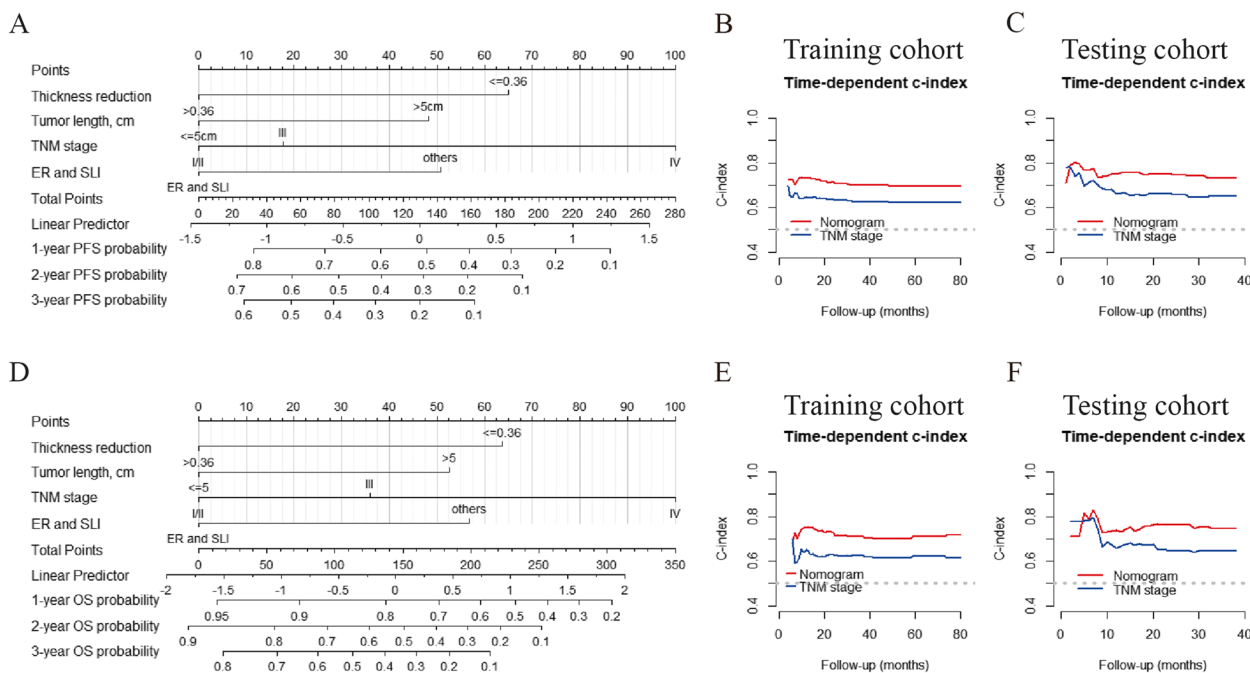 A
Points
0 10 20 30 40 50 60 70 80 90 100
<=0.36
Thickness reduction
>0.36 >5cm
Tumor length, cm
<=5cm III
TNM stage
I/II others IV
ER and SLI
ER and SLI
Total Points
0 20 40 60 80 100 120 140 160 180 200 220 240 260 280
Linear Predictor
-1.5 -1 -0.5 0 0.5 1 1.5
1-year PFS probability
0.8 0.7 0.6 0.5 0.4 0.3 0.2 0.1
2-year PFS probability
0.7 0.6 0.5 0.4 0.3 0.2 0.1
3-year PFS probability
0.6 0.5 0.4 0.3 0.2 0.1
B
Training cohort
Time-dependent c-index
C-index
1.0
0.8
0.6
0.4
Nomogram
TNM stage
0 20 40 60 80
Follow-up (months)
C
Testing cohort
Time-dependent c-index
C-index
1.0
0.8
0.6
0.4
Nomogram
TNM stage
0 10 20 30 40
Follow-up (months)
D
Points
0 10 20 30 40 50 60 70 80 90 100
<=0.36
Thickness reduction
>0.36 >5
Tumor length, cm
<=5 III
TNM stage
I/II others IV
ER and SLI
ER and SLI
Total Points
0 50 100 150 200 250 300 350
Linear Predictor
-2 -1.5 -1 -0.5 0 0.5 1 1.5 2
1-year OS probability
0.95 0.9 0.8 0.7 0.6 0.5 0.4 0.3 0.2
2-year OS probability
0.9 0.8 0.7 0.6 0.5 0.4 0.3 0.2 0.1
3-year OS probability
0.8 0.7 0.6 0.5 0.4 0.3 0.2 0.1
E
Training cohort
Time-dependent c-index
C-index
1.0
0.8
0.6
0.4
Nomogram
TNM stage
0 20 40 60 80
Follow-up (months)
F
Testing cohort
Time-dependent c-index
C-index
1.0
0.8
0.6
0.4
Nomogram
TNM stage
0 10 20 30 40
Follow-up (months)